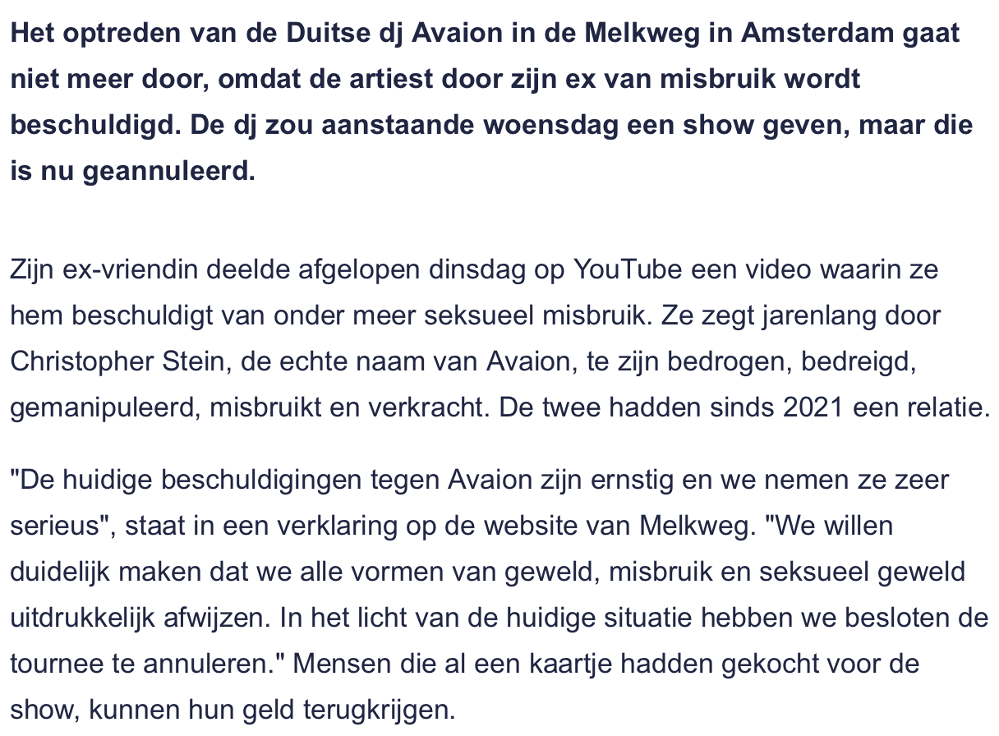 Het optreden van de Duitse dj Avaion in de Melkweg in Amsterdam gaat
niet meer door, omdat de artiest door zijn ex van misbruik wordt
beschuldigd. De dj zou aanstaande woensdag een show geven, maar die
is nu geannuleerd.
Zijn ex-vriendin deelde afgelopen dinsdag op YouTube een video waarin ze
hem beschuldigt van onder meer seksueel misbruik. Ze zegt jarenlang door
Christopher Stein, de echte naam van Avaion, te zijn bedrogen, bedreigd,
gemanipuleerd, misbruikt en verkracht. De twee hadden sinds 2021 een relatie.
"De huidige beschuldigingen tegen Avaion zijn ernstig en we nemen ze zeer
serieus", staat in een verklaring op de website van Melkweg. "We willen
duidelijk maken dat we alle vormen van geweld, misbruik en seksueel geweld
uitdrukkelijk afwijzen. In het licht van de huidige situatie hebben we besloten de
tournee te annuleren." Mensen die al een kaartje hadden gekocht voor de
show, kunnen hun geld terugkrijgen.